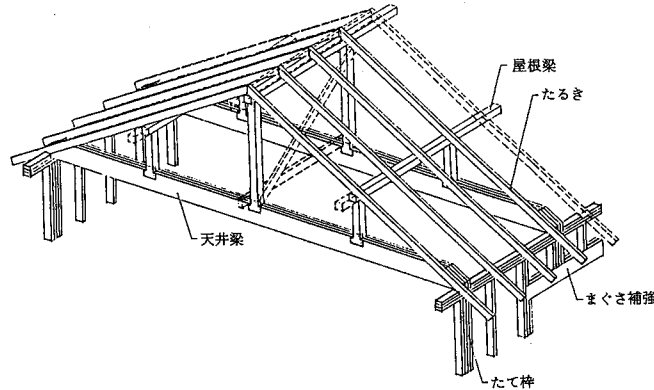 屋根梁
たるき
天井梁
まぐさ補強
たて枠